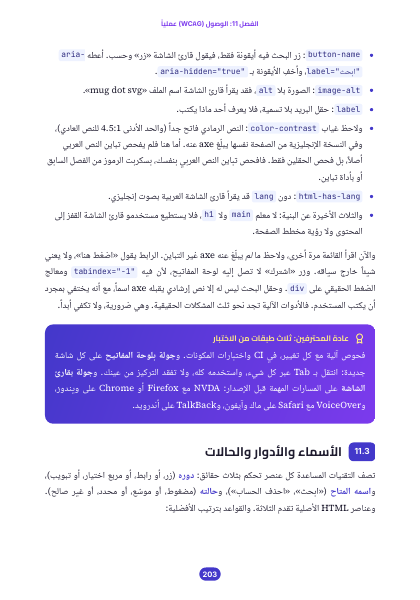 الفصل 11: الوصول (WCAG) عملياً
button-name: زر البحث فيه أيقونة فقط، فيقول قارئ الشاشة «زر» وحسب. أعطه aria-
label="ابحث"، وأخفِ الأيقونة بـ aria-hidden="true".
image-alt: الصورة بلا alt، فقد يقرأ قارئ الشاشة اسم الملف «mug dot svg».
label: حقل البريد بلا تسمية، فلا يعرف أحد ماذا يكتب.
ولاحظ غياب color-contrast: النص الرمادي فاتح جداً (والحد الأدنى 4.5:1 للنص العادي)،
وفي النسخة الإنجليزية من الصفحة نفسها يبلّغ axe عنه. أما هنا فلم يفحص تباين النص العربي
أصلاً، بل فحص الحقلين فقط. فافحص تباين النص العربي بنفسك، بسكربت الرموز من الفصل السابق
أو بأداة تباين.
html-has-lang: دون lang قد يقرأ قارئ الشاشة العربية بصوت إنجليزي.
والثلاث الأخيرة عن البنية: لا معلم main ولا h1، فلا يستطيع مستخدمو قارئ الشاشة القفز إلى
المحتوى ولا رؤية مخطط الصفحة.
والآن اقرأ القائمة مرة أخرى، ولاحظ ما لم يبلّغ عنه axe غير التباين. الرابط يقول «اضغط هنا»، ولا يعني
شيئاً خارج سياقه. وزر «اشترك» لا تصل إليه لوحة المفاتيح، لأن فيه tabindex="-1" ومعالج
الضغط الحقيقي على div. وحقل البحث ليس له إلا نص إرشادي يقبله axe اسماً، مع أنه يختفي بمجرد
أن يكتب المستخدم. فالأدوات الآلية تجد نحو ثلث المشكلات الحقيقية. وهي ضرورية، ولا تكفي أبداً.
عادة المحترفين: ثلاث طبقات من الاختبار
فحوص آلية مع كل تغيير، في CI واختبارات المكونات. وجولة بلوحة المفاتيح على كل شاشة
جديدة: انتقل بـ Tab عبر كل شيء، واستخدمه كله، ولا تفقد التركيز من عينك. وجولة بقارئ
الشاشة على المسارات المهمة قبل الإصدار: NVDA مع Firefox أو Chrome على ويندوز،
وVoiceOver مع Safari على ماك وآيفون، وTalkBack على أندرويد.
11.3 الأسماء والأدوار والحالات
تصف التقنيات المساعدة كل عنصر تحكم بثلاث حقائق: دوره (زر، أو رابط، أو مربع اختيار، أو تبويب)،
واسمه المتاح («ابحث»، «احذف الحساب»)، وحالته (مضغوط، أو موسّع، أو محدد، أو غير صالح).
وعناصر HTML الأصلية تقدم الثلاثة. والقواعد بترتيب الأفضلية:
203